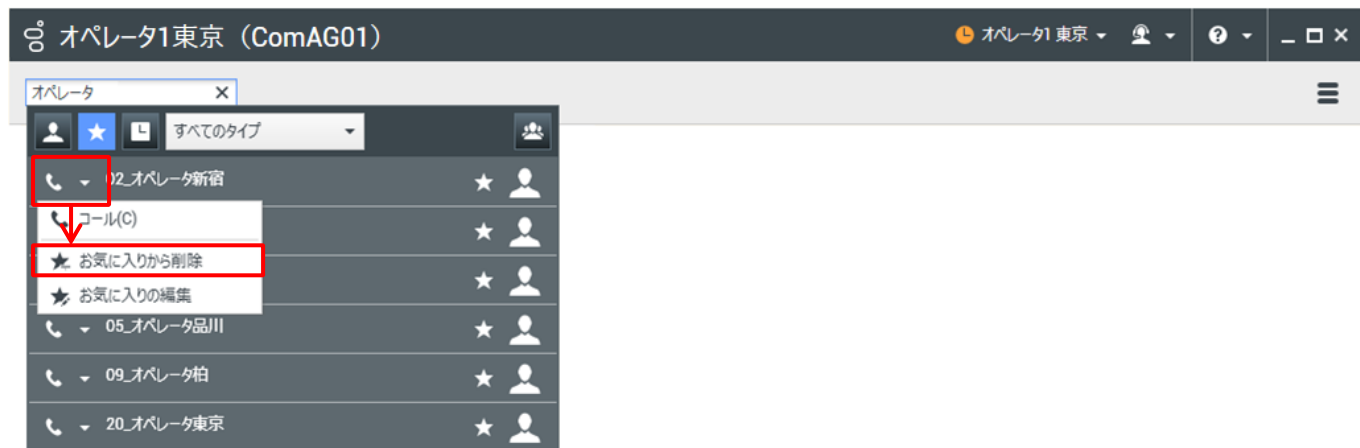 オペレータ1東京（ComAG01）
オペレータ1 東京
オペレータ
すべてのタイプ
02_オペレータ新宿
コール(C)
お気に入りから削除
お気に入りの編集
05_オペレータ品川
09_オペレータ柏
20_オペレータ東京